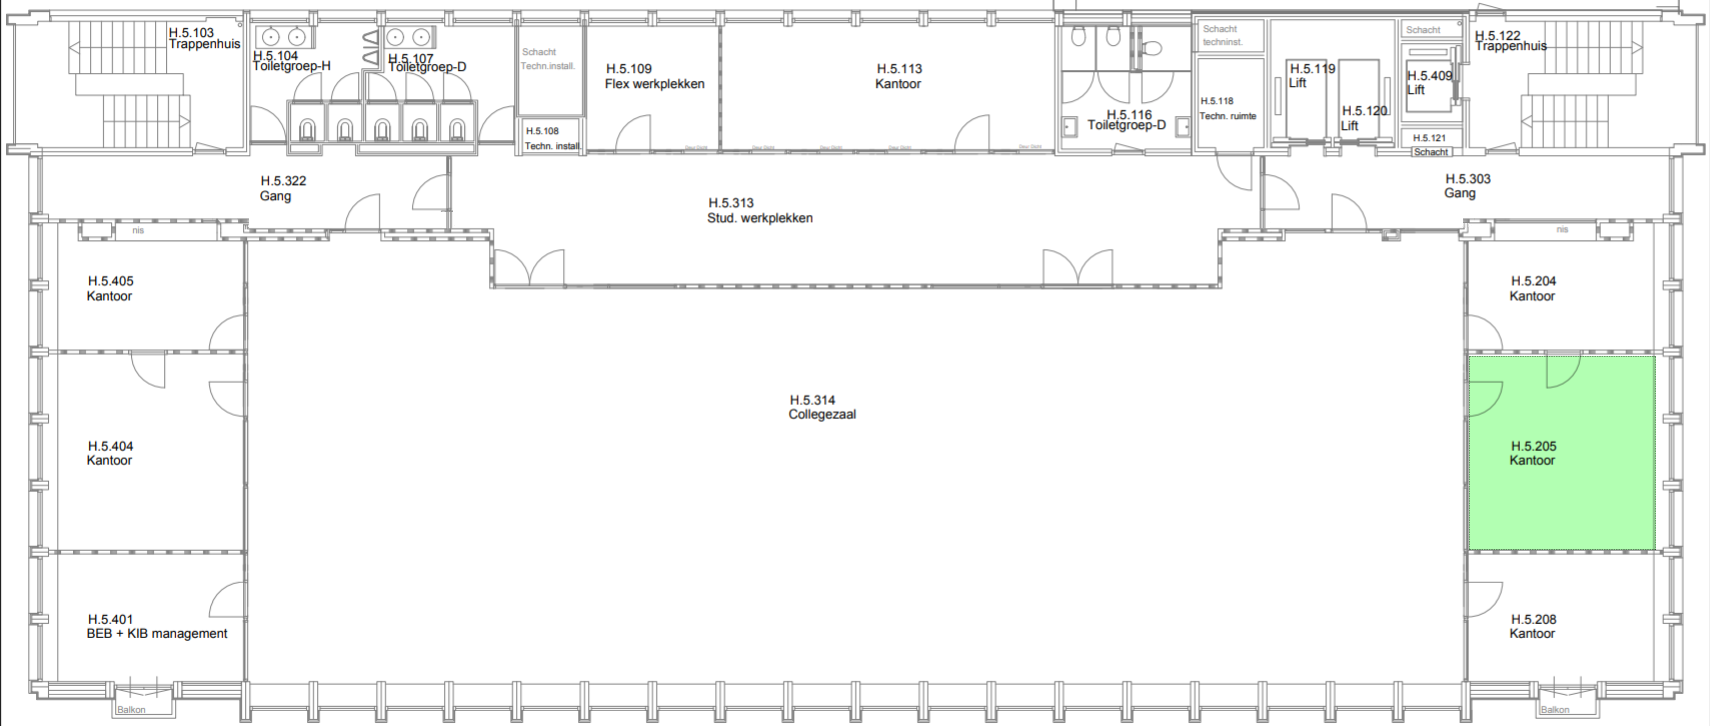 H.5.103
Trappenhuis
H.5.104
Toiletgroep-H
H.5.107
Toiletgroep-D
Schacht
Techn.install.
H.5.108
Techn. install.
H.5.109
Flex werkplekken
H.5.113
Kantoor
H.5.116
Toiletgroep-D
Schacht
techninst.
H.5.118
Techn. ruimte
H.5.119
Lift
H.5.120
Lift
Schacht
H.5.409
Lift
H.5.121
Schacht
H.5.122
Trappenhuis
H.5.322
Gang
H.5.313
Stud. werkplekken
H.5.303
Gang
nis
nis
H.5.405
Kantoor
H.5.204
Kantoor
H.5.314
Collegezaal
H.5.404
Kantoor
H.5.205
Kantoor
H.5.401
BEB + KIB management
H.5.208
Kantoor
Balkon
Balkon